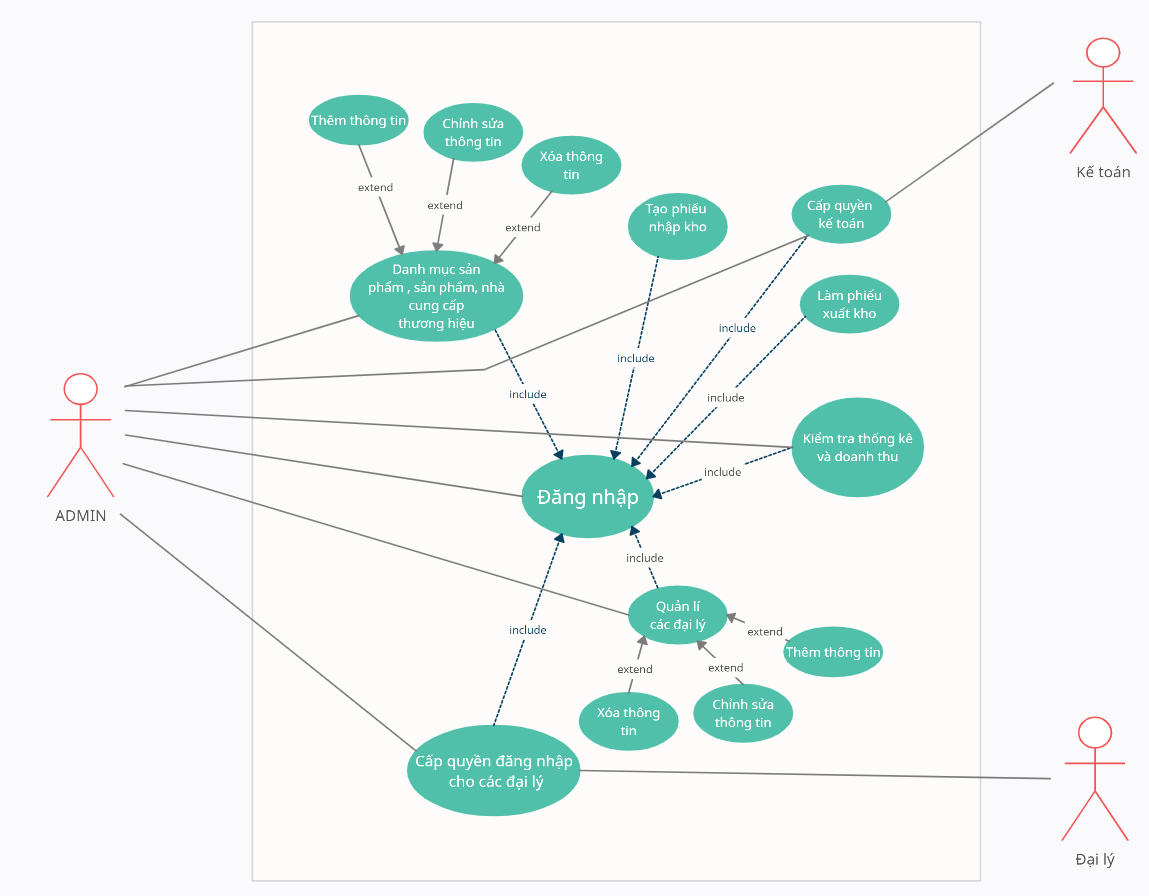 Thêm thông tin
Chỉnh sửa
thông tin
Xóa thông
tin
extend
extend
extend
Tạo phiếu
nhập kho
Cấp quyền
kế toán
Kế toán
Danh mục sản
phẩm , sản phẩm, nhà
cung cấp
thương hiệu
Làm phiếu
xuất kho
include
include
include
include
Kiểm tra thống kê
và doanh thu
include
Đăng nhập
ADMIN
include
Quản lí
các đại lý
include
extend
Thêm thông tin
extend
extend
Xóa thông
tin
Chỉnh sửa
thông tin
Cấp quyền đăng nhập
cho các đại lý
Đại lý